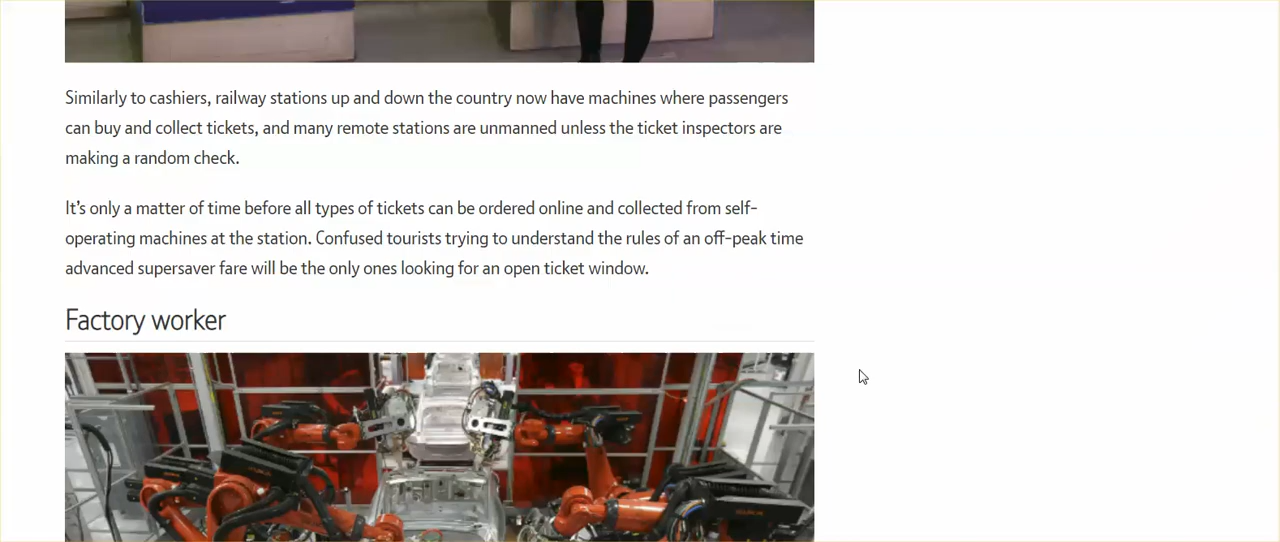 Similarly to cashiers, railway stations up and down the country now have machines where passengers
can buy and collect tickets, and many remote stations are unmanned unless the ticket inspectors are
making a random check.
It’s only a matter of time before all types of tickets can be ordered online and collected from self-
operating machines at the station. Confused tourists trying to understand the rules of an off-peak time
advanced supersaver fare will be the only ones looking for an open ticket window.
Factory worker